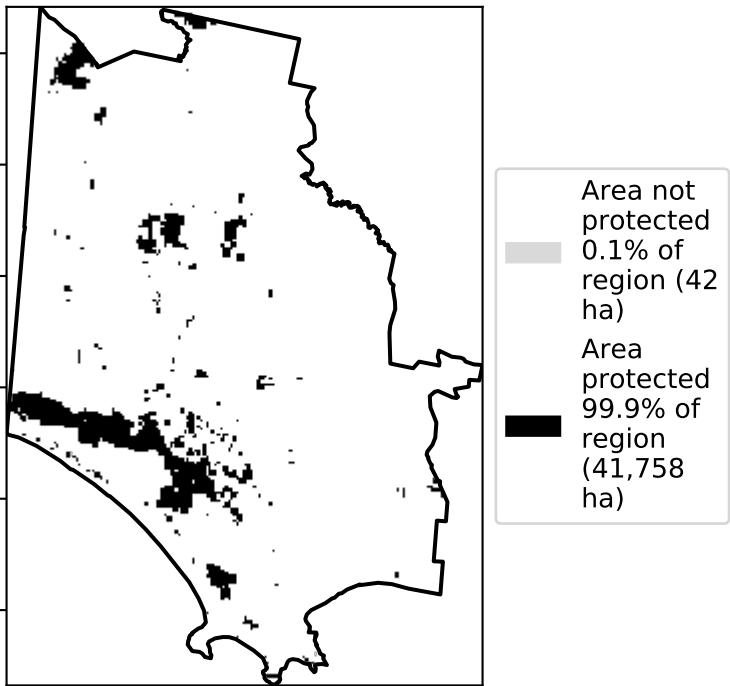 Area not
protected
0.1% of
region (42
ha)
Area
protected
99.9% of
region
(41,758
ha)